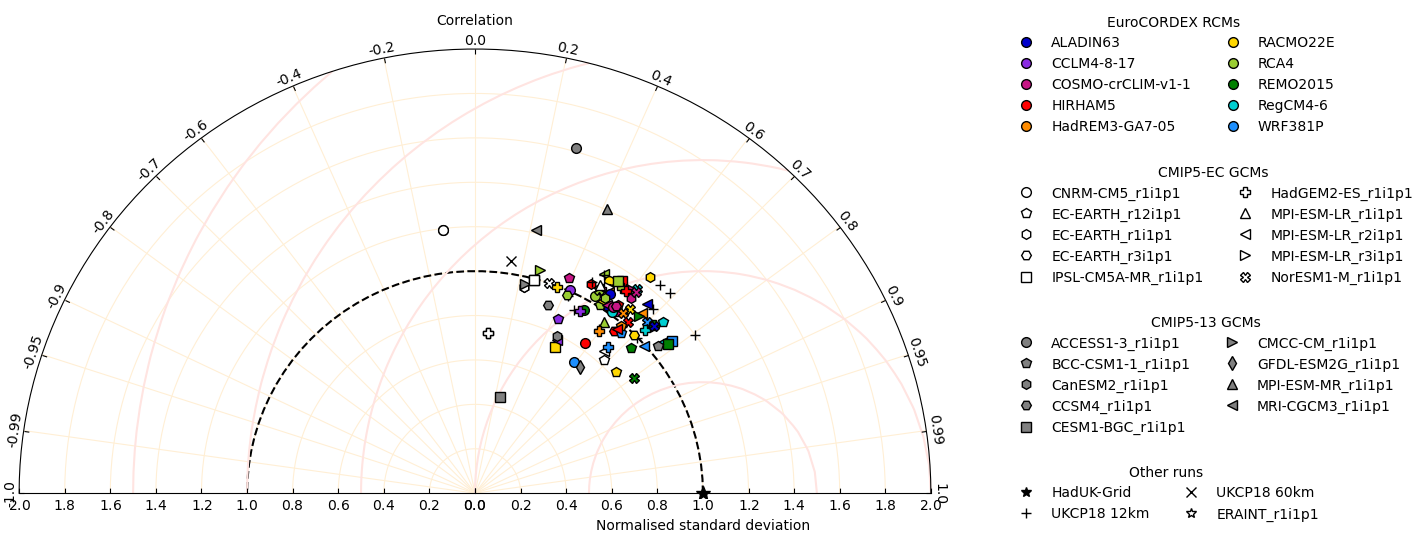 Correlation
-0.2 0.0 0.2
-0.4 0.4
-0.6 0.6
-0.7 0.7
-0.8 0.8
-0.9 0.9
-0.95 0.95
-0.99 0.99
-1.0 1.0
2.0 1.8 1.6 1.4 1.2 1.0 0.8 0.6 0.4 0.2 0.0 0.2 0.4 0.6 0.8 1.0 1.2 1.4 1.6 1.8 2.0
Normalised standard deviation
EuroCORDEX RCMs
ALADIN63 RACMO22E
CCLM4-8-17 RCA4
COSMO-crCLIM-v1-1 REMO2015
HIRHAM5 RegCM4-6
HadREM3-GA7-05 WRF381P
CMIP5-EC GCMs
CNRM-CM5_r1i1p1 HadGEM2-ES_r1i1p1
EC-EARTH_r12i1p1 MPI-ESM-LR_r1i1p1
EC-EARTH_r1i1p1 MPI-ESM-LR_r2i1p1
EC-EARTH_r3i1p1 MPI-ESM-LR_r3i1p1
IPSL-CM5A-MR_r1i1p1 NorESM1-M_r1i1p1
CMIP5-13 GCMs
ACCESS1-3_r1i1p1 CMCC-CM_r1i1p1
BCC-CSM1-1_r1i1p1 GFDL-ESM2G_r1i1p1
CanESM2_r1i1p1 MPI-ESM-MR_r1i1p1
CCSM4_r1i1p1 MRI-CGCM3_r1i1p1
CESM1-BGC_r1i1p1
Other runs
HadUK-Grid UKCP18 60km
UKCP18 12km ERAINT_r1i1p1